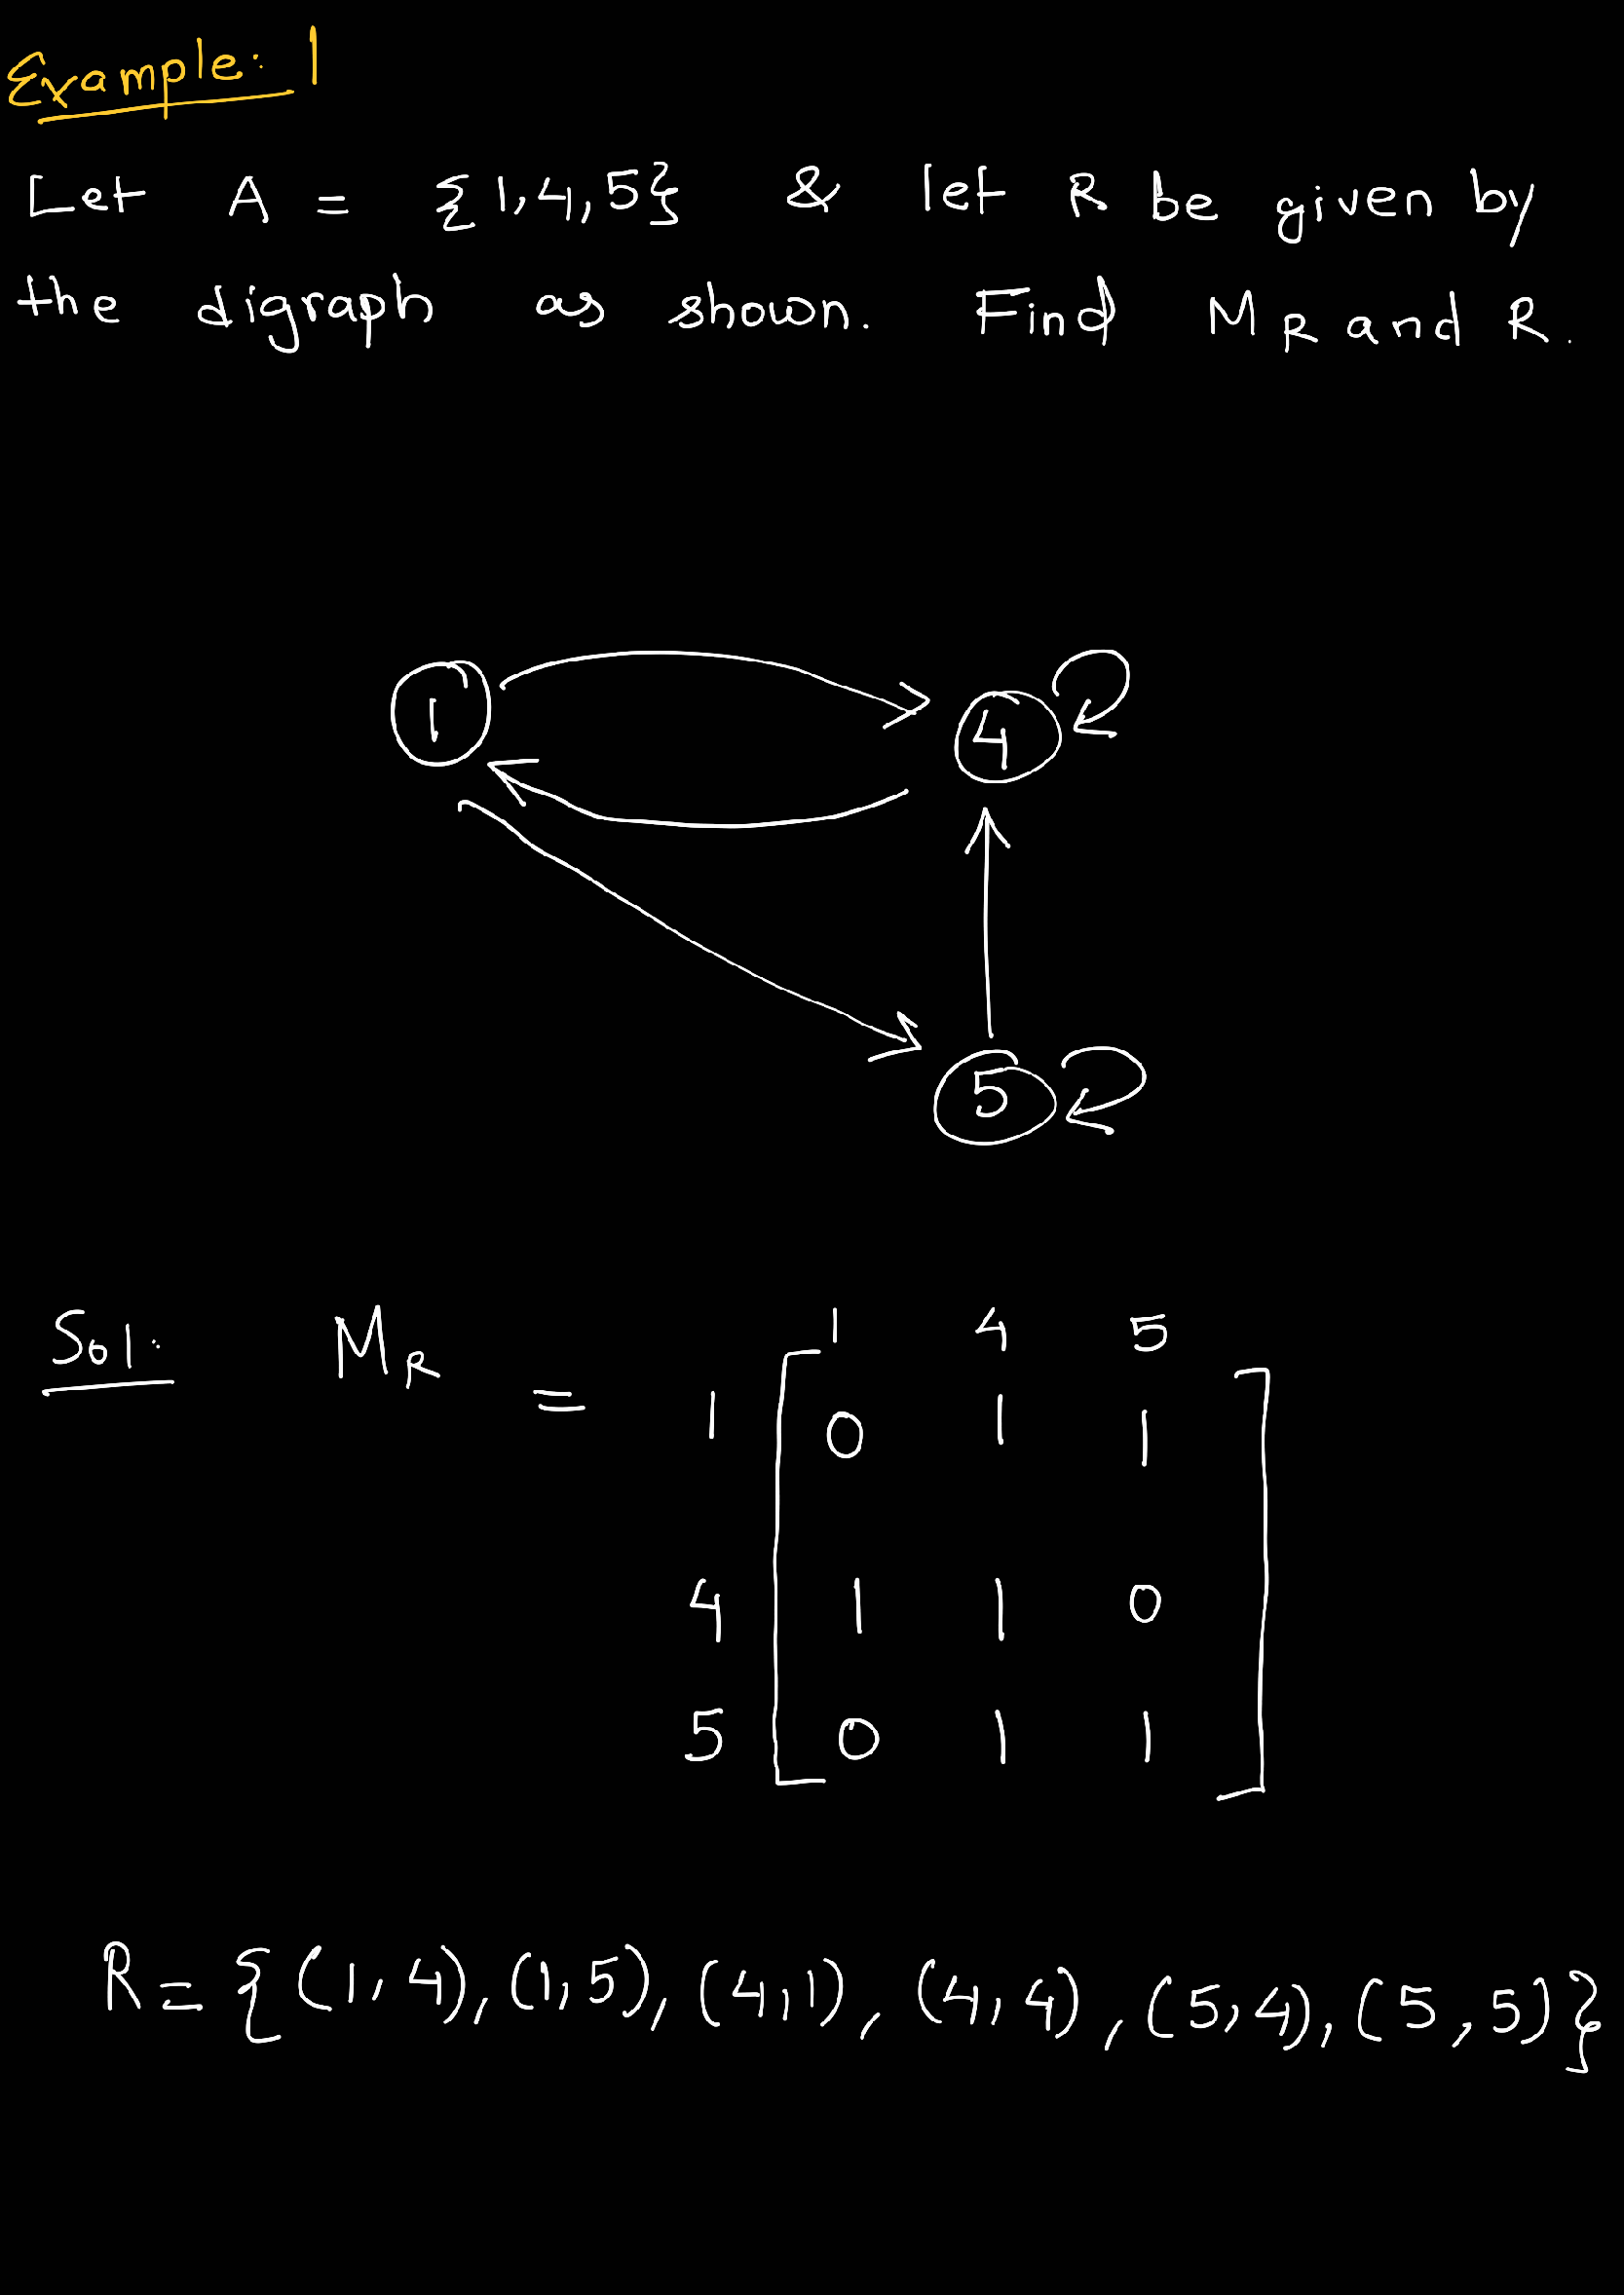 Example: 1
Let A = {1,4,5} & let R be given by
the digraph as shown. Find MR and R.
1
4
5
Sol: MR =
1 4 5
1 0 1 1
4 1 1 0
5 0 1 1
R = {(1,4),(1,5),(4,1),(4,4),(5,4),(5,5)}